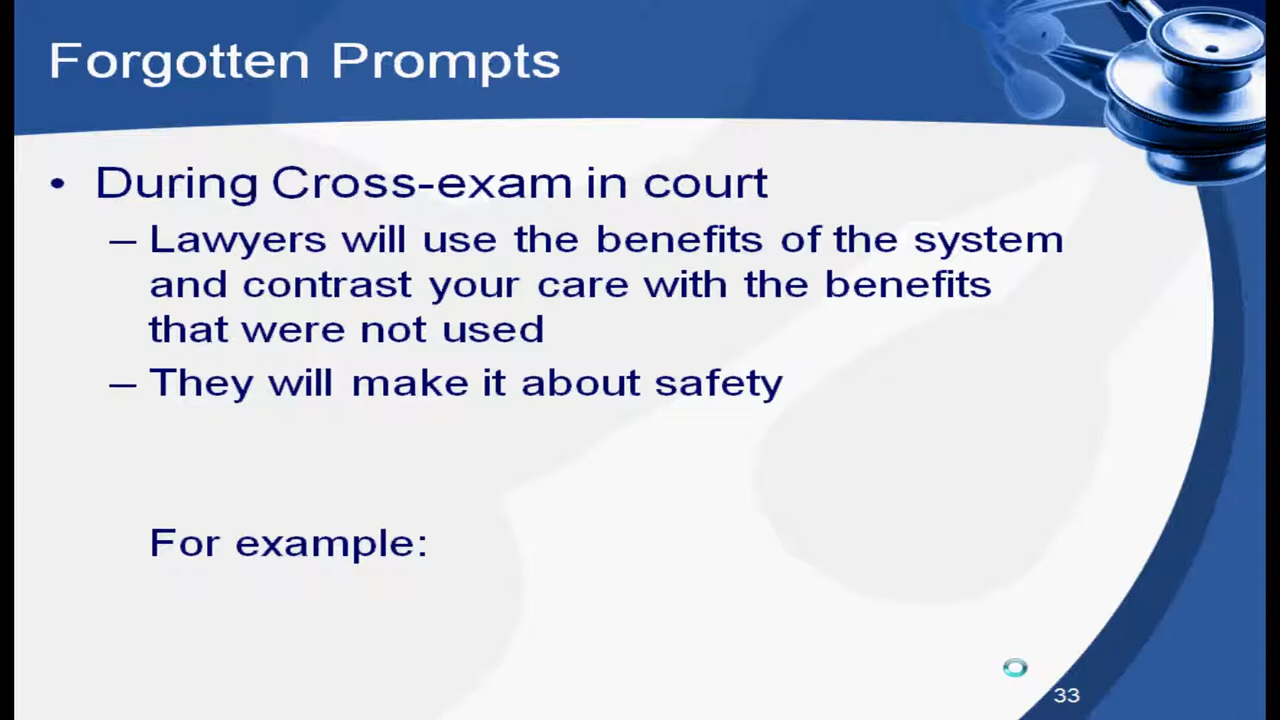 Forgotten Prompts
• During Cross-exam in court
– Lawyers will use the benefits of the system
and contrast your care with the benefits
that were not used
– They will make it about safety
For example:
33